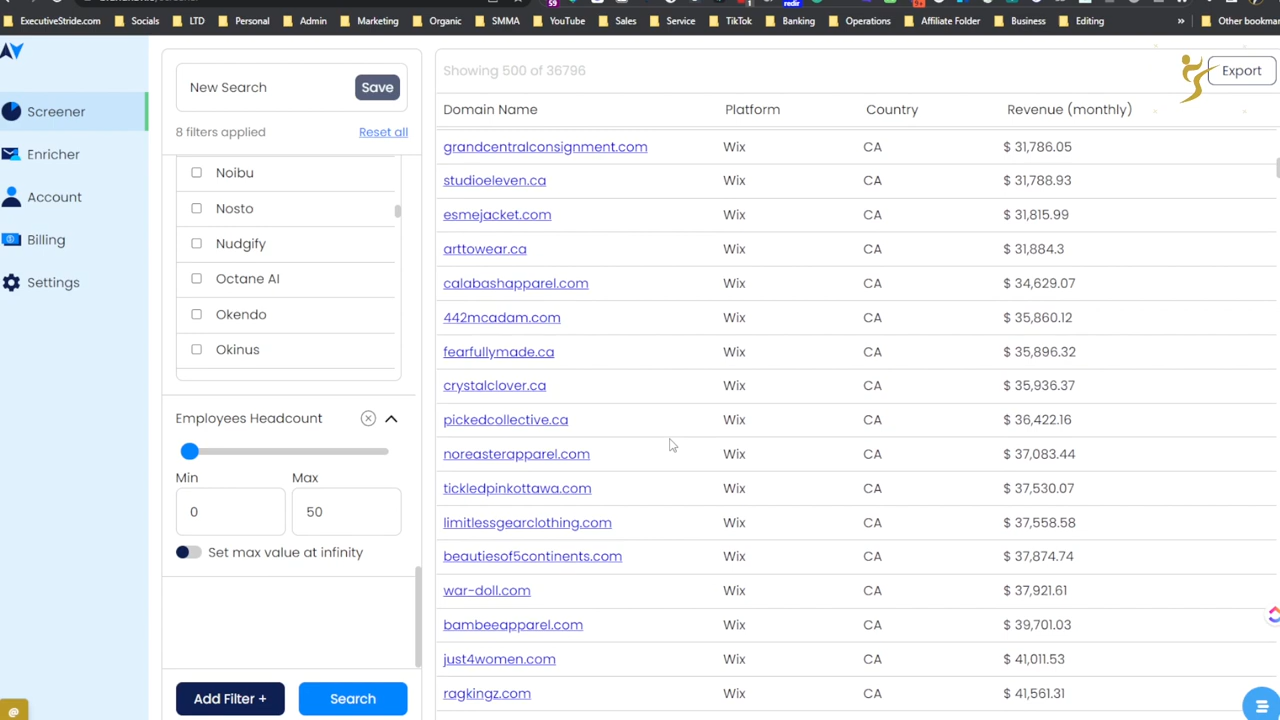 ExecutiveStride.com
Socials
LTD
Personal
Admin
Marketing
Organic
SMMA
YouTube
Sales
Service
TikTok
Banking
Operations
Affiliate Folder
Business
Editing
»
Other bookmar
59
1
redir
Screener
Enricher
Account
Billing
Settings
@
New Search
Save
8 filters applied
Reset all
Noibu
Nosto
Nudgify
Octane AI
Okendo
Okinus
Employees Headcount
Min
Max
0
50
Set max value at infinity
Add Filter +
Search
Showing 500 of 36796
Export
Domain Name Platform Country Revenue (monthly)
grandcentralconsignment.com Wix CA $ 31,786.05
studioeleven.ca Wix CA $ 31,788.93
esmejacket.com Wix CA $ 31,815.99
arttowear.ca Wix CA $ 31,884.3
calabashapparel.com Wix CA $ 34,629.07
442mcadam.com Wix CA $ 35,860.12
fearfullymade.ca Wix CA $ 35,896.32
crystalclover.ca Wix CA $ 35,936.37
pickedcollective.ca Wix CA $ 36,422.16
noreasterapparel.com Wix CA $ 37,083.44
tickledpinkottawa.com Wix CA $ 37,530.07
limitlessgearclothing.com Wix CA $ 37,558.58
beautiesof5continents.com Wix CA $ 37,874.74
war-doll.com Wix CA $ 37,921.61
bambeeapparel.com Wix CA $ 39,701.03
just4women.com Wix CA $ 41,011.53
ragkingz.com Wix CA $ 41,561.31